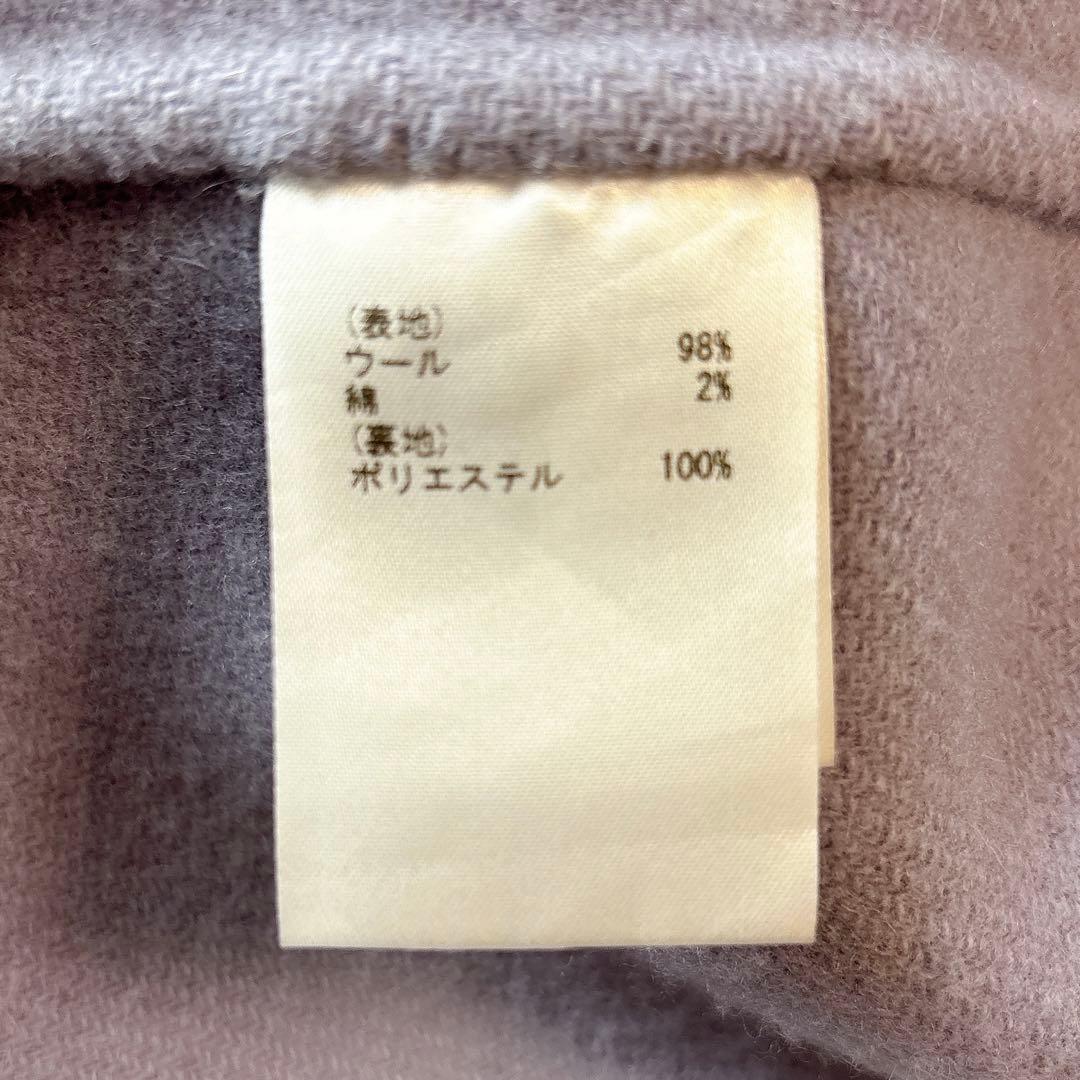 (表地)
ウール 98%
綿 2%
(裏地)
ポリエステル 100%